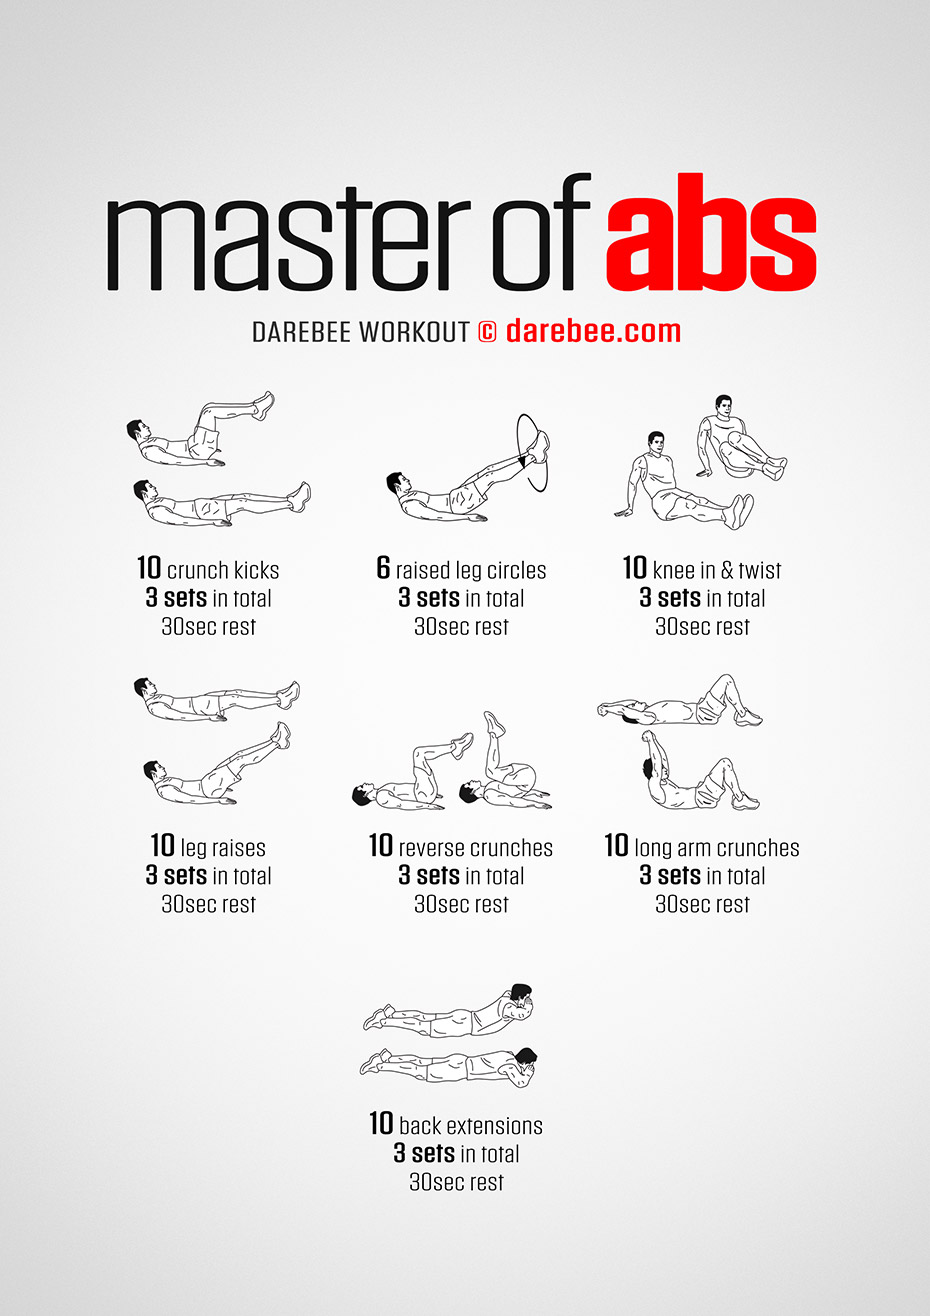 master of abs
DAREBEE WORKOUT © darebee.com
10 crunch kicks
3 sets in total
30sec rest
6 raised leg circles
3 sets in total
30sec rest
10 knee in & twist
3 sets in total
30sec rest
10 leg raises
3 sets in total
30sec rest
10 reverse crunches
3 sets in total
30sec rest
10 long arm crunches
3 sets in total
30sec rest
10 back extensions
3 sets in total
30sec rest